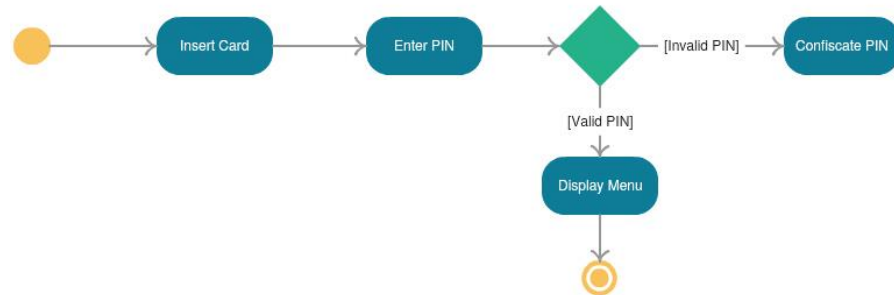 Insert Card
Enter PIN
[Invalid PIN]
Confiscate PIN
[Valid PIN]
Display Menu